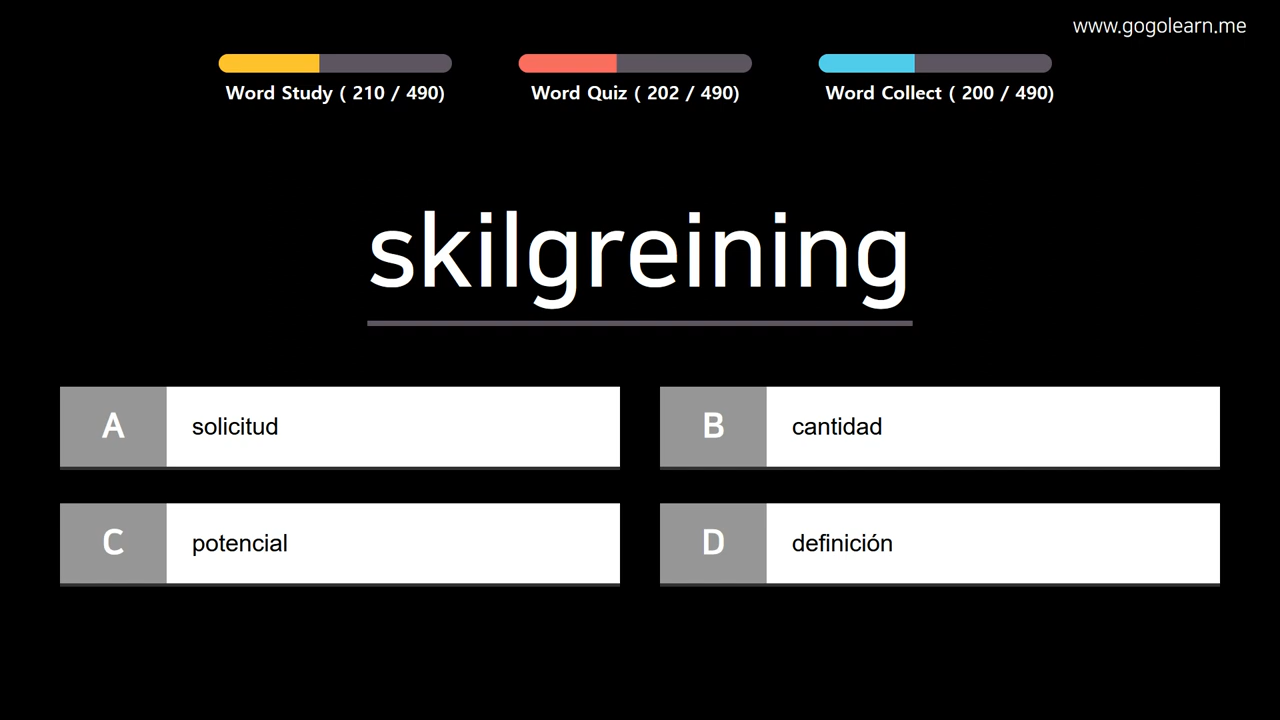 www.gogolearn.me
Word Study ( 210 / 490)
Word Quiz ( 202 / 490)
Word Collect ( 200 / 490)
skilgreining
A
solicitud
B
cantidad
C
potencial
D
definición